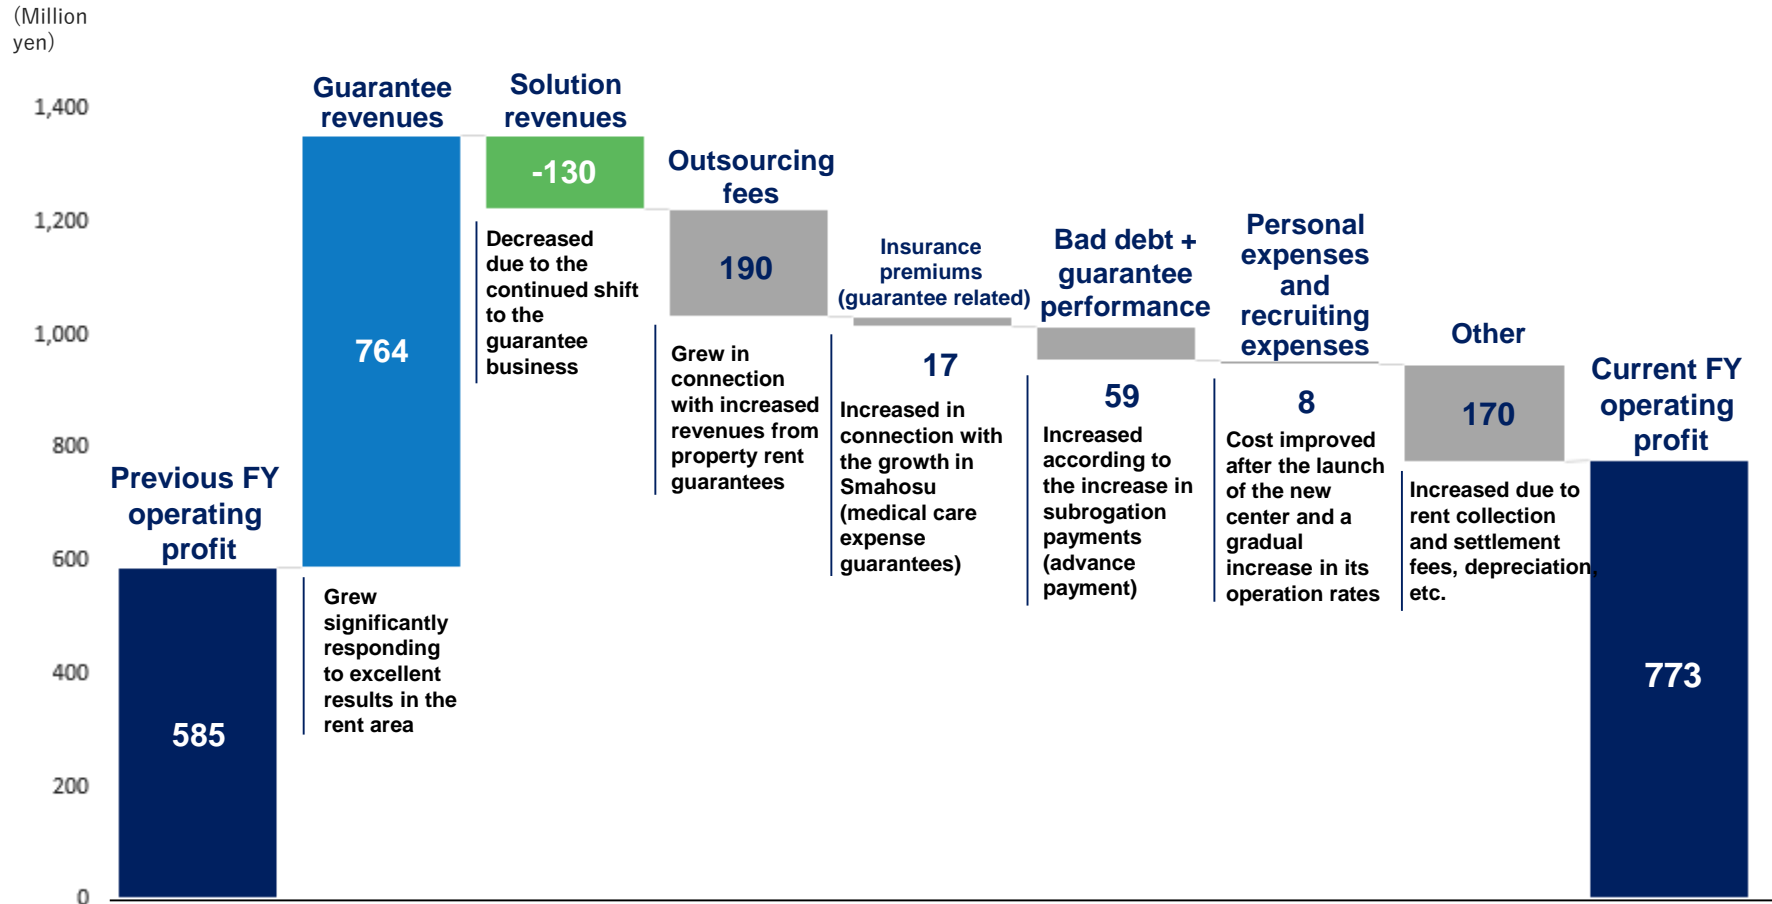 (Million
yen)
1,400
1,200
1,000
800
600
400
200
0
Previous FY
operating
profit
585
Guarantee
revenues
764
Grew
significantly
responding
to excellent
results in the
rent area
Solution
revenues
-130
Decreased
due to the
continued shift
to the
guarantee
business
Outsourcing
fees
190
Grew in
connection
with increased
revenues from
property rent
guarantees
Insurance
premiums
(guarantee related)
17
Increased in
connection with
the growth in
Smahosu
(medical care
expense
guarantees)
Bad debt +
guarantee
performance
59
Increased
according to
the increase in
subrogation
payments
(advance
payment)
Personal
expenses
and
recruiting
expenses
8
Cost improved
after the launch
of the new
center and a
gradual
increase in its
operation rates
Other
170
Increased due to
rent collection
and settlement
fees, depreciation,
etc.
Current FY
operating
profit
773